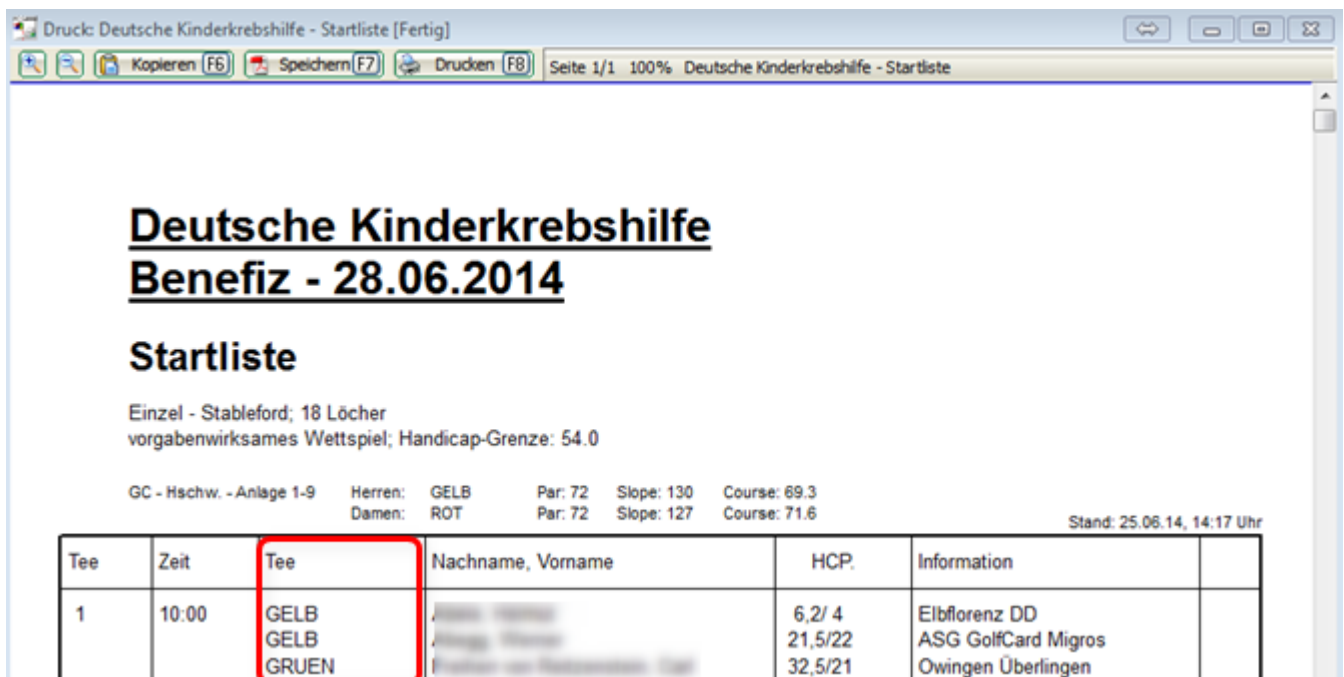 Druck: Deutsche Kinderkrebshilfe - Startliste [Fertig]
Kopieren F6 Speichern F7 Drucken F8 Seite 1/1 100% Deutsche Kinderkrebshilfe - Startliste
Deutsche Kinderkrebshilfe
Benefiz - 28.06.2014
Startliste
Einzel - Stableford; 18 Löcher
vorgabenwirksames Wettspiel; Handicap-Grenze: 54.0
GC - Hschw. - Anlage 1-9 Herren: GELB Par: 72 Slope: 130 Course: 69.3
Damen: ROT Par: 72 Slope: 127 Course: 71.6
Stand: 25.06.14, 14:17 Uhr
Tee Zeit Tee Nachname, Vorname HCP. Information
1 10:00 GELB 6,2/ 4 Elbflorenz DD
GELB 21,5/22 ASG GolfCard Migros
GRUEN 32,5/21 Owingen Überlingen